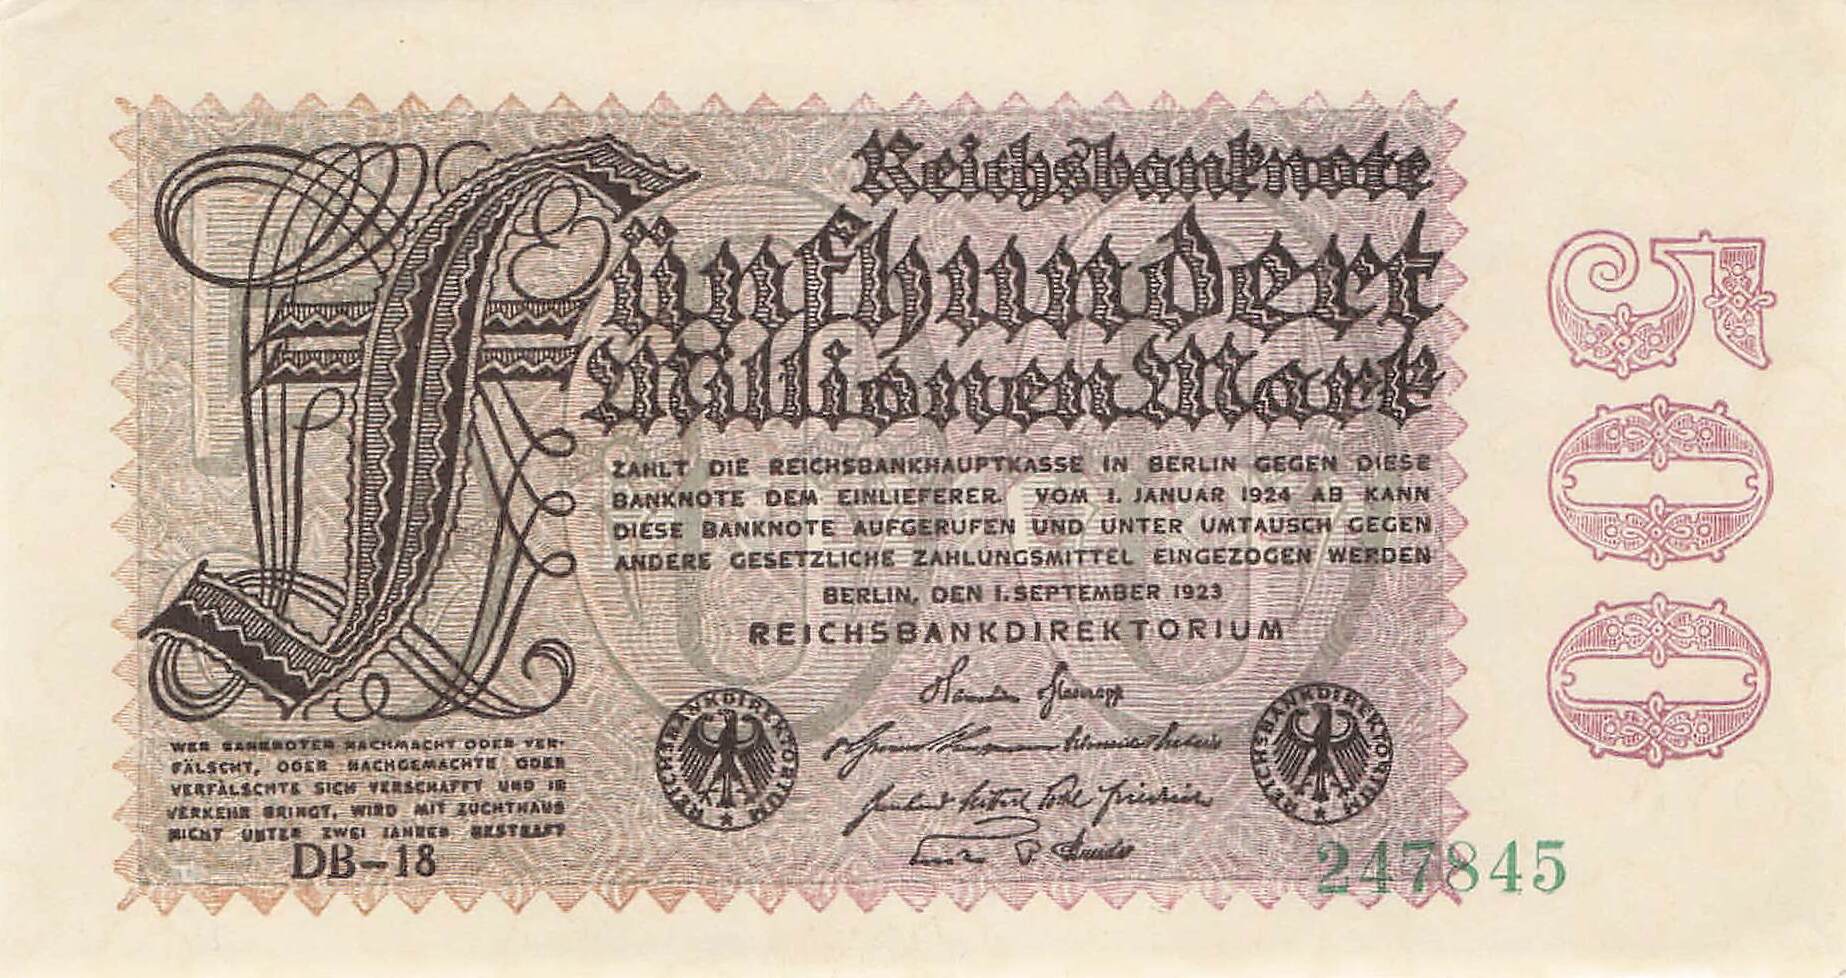 Reichsbanknote
Fünfhundert
Millionen Mark
ZAHLT DIE REICHSBANKHAUPTKASSE IN BERLIN GEGEN DIESE
BANKNOTE DEM EINLIEFERER. VOM 1. JANUAR 1924 AB KANN
DIESE BANKNOTE AUFGERUFEN UND UNTER UMTAUSCH GEGEN
ANDERE GESETZLICHE ZAHLUNGSMITTEL EINGEZOGEN WERDEN
BERLIN, DEN 1. SEPTEMBER 1923
REICHSBANKDIREKTORIUM
REICHSBANKDIREKTORIUM
REICHSBANKDIREKTORIUM
WER BANKNOTEN NACHMACHT ODER VER-
FÄLSCHT, ODER NACHGEMACHTE ODER
VERFÄLSCHTE SICH VERSCHAFFT UND IN
VERKEHR BRINGT, WIRD MIT ZUCHTHAUS
NICHT UNTER ZWEI JAHREN BESTRAFT
DB-18
247845
500